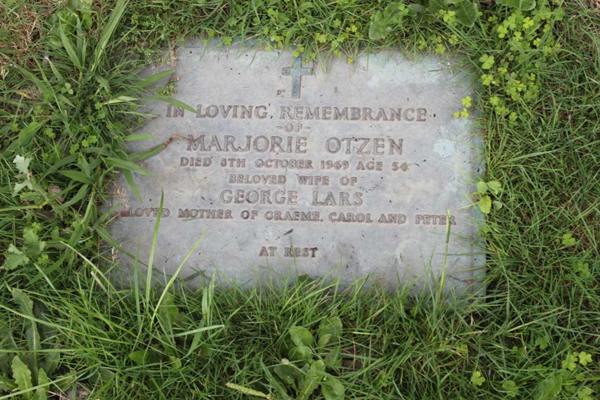 IN LOVING REMEMBRANCE
-OF-
MARJORIE OTZEN
DIED 8TH OCTOBER 1969 AGE 54
BELOVED WIFE OF
GEORGE LARS
BELOVED MOTHER OF GRAEME, CAROL AND PETER
AT REST